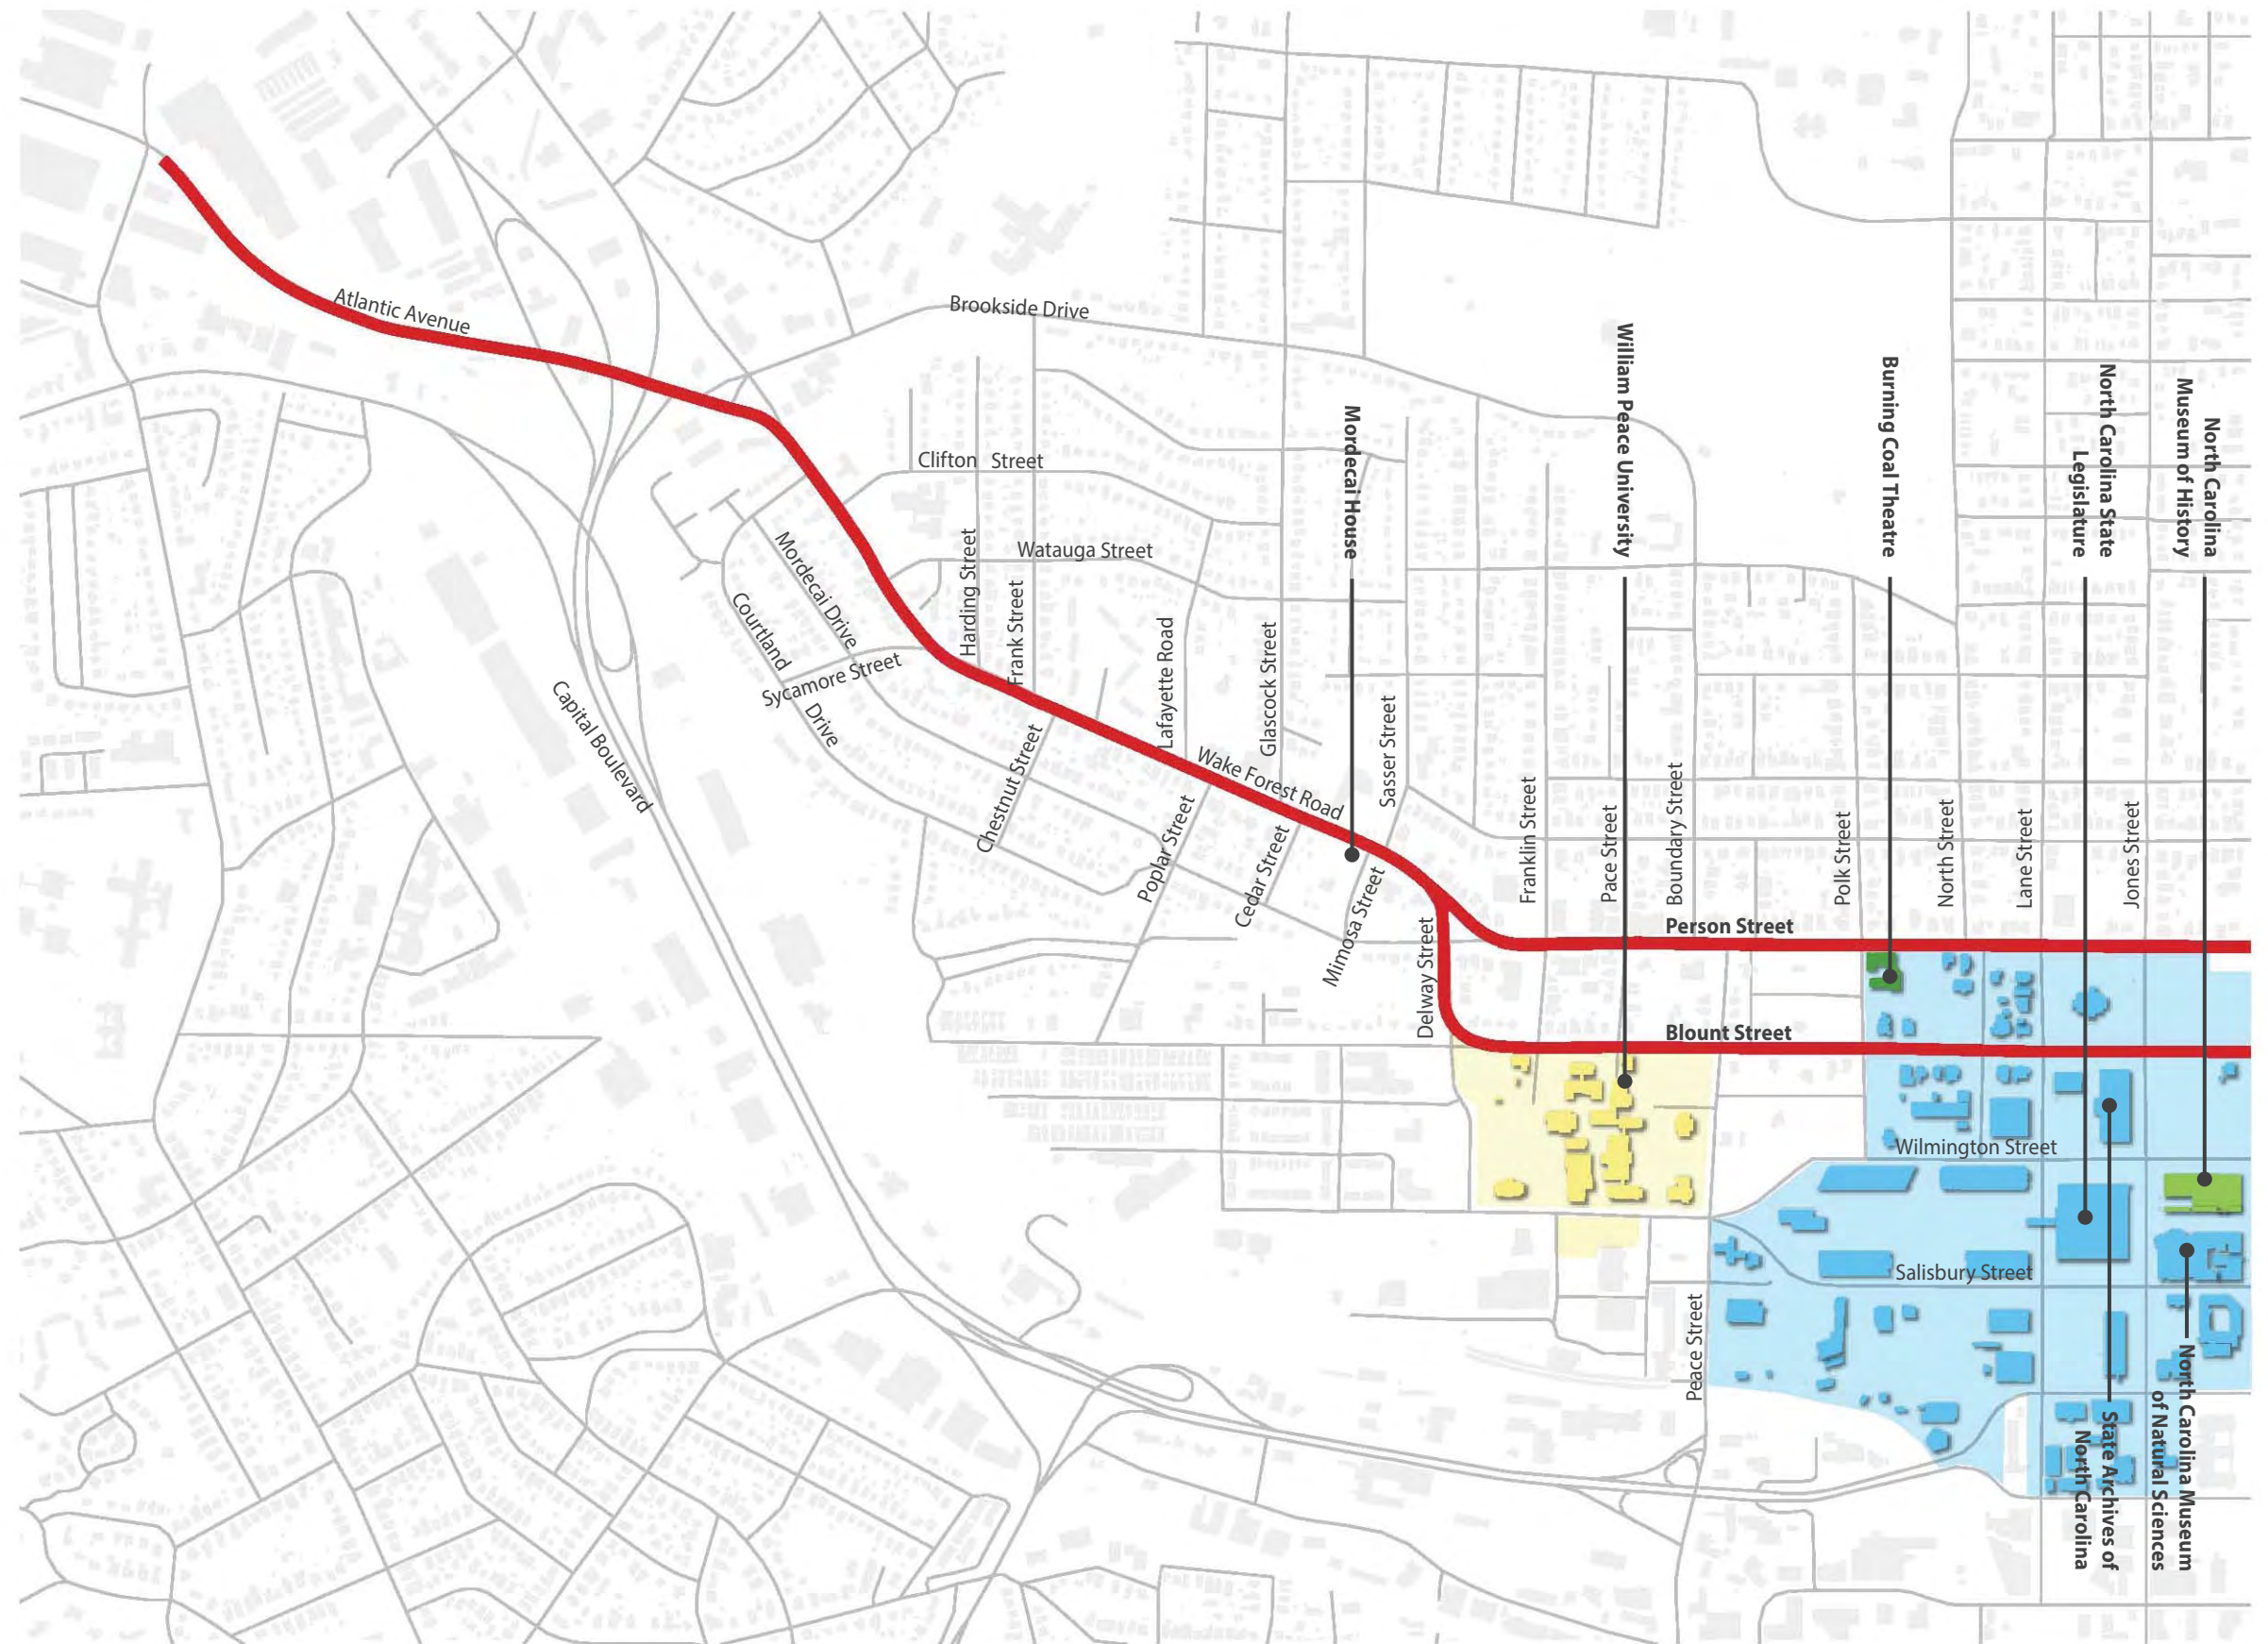 Atlantic Avenue
Brookside Drive
William Peace University
Burning Coal Theatre
North Carolina State
Legislature
North Carolina
Museum of History
Mordecai House
Clifton Street
Watauga Street
Harding Street
Frank Street
Mordecai Drive
Courtland
Drive
Sycamore Street
Capital Boulevard
Chestnut Street
Lafayette Road
Glascock Street
Wake Forest Road
Sasser Street
Poplar Street
Cedar Street
Mimosa Street
Delway Street
Franklin Street
Pace Street
Boundary Street
Polk Street
North Street
Lane Street
Jones Street
Person Street
Blount Street
Wilmington Street
Salisbury Street
Peace Street
North Carolina Museum
of Natural Sciences
State Archives of
North Carolina